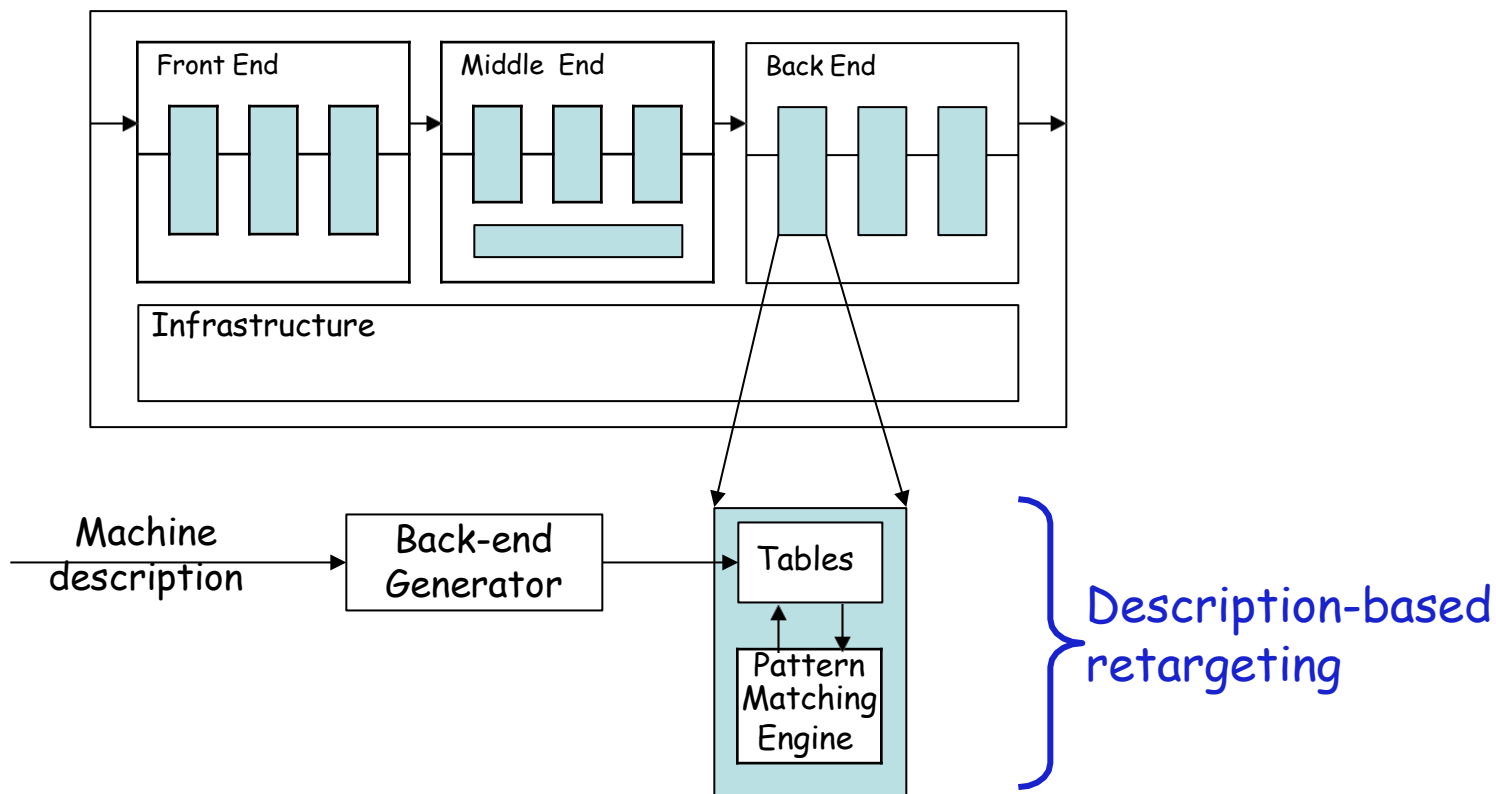 Front End
Middle End
Back End
Infrastructure
Machine
description
Back-end
Generator
Tables
Pattern
Matching
Engine
Description-based
retargeting